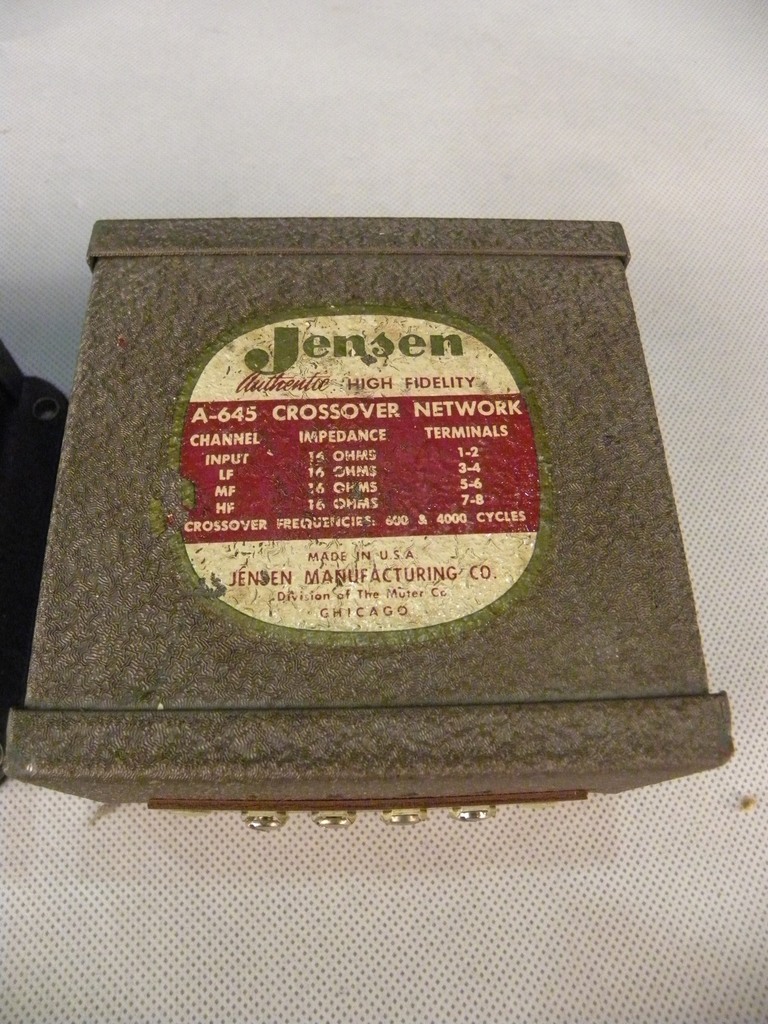 Jensen
Authentic HIGH FIDELITY
A-645 CROSSOVER NETWORK
CHANNEL IMPEDANCE TERMINALS
INPUT 16 OHMS 1-2
LF 16 OHMS 3-4
MF 16 OHMS 5-6
HF 16 OHMS 7-8
CROSSOVER FREQUENCIES: 600 & 4000 CYCLES
MADE IN U.S.A.
JENSEN MANUFACTURING CO.
Division of The Muter Co
CHICAGO